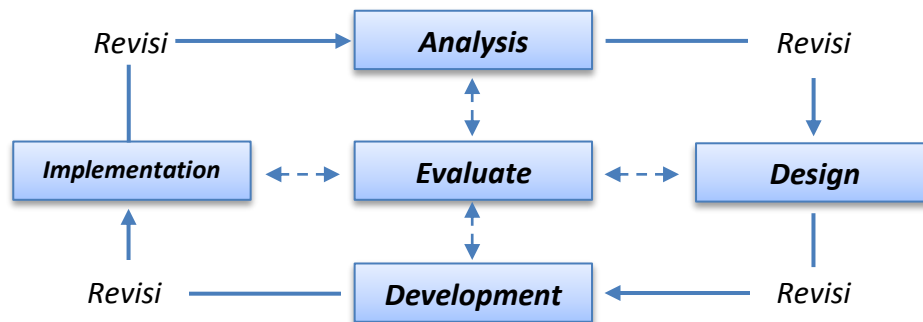 Revisi
Analysis
Revisi
Implementation
Evaluate
Design
Revisi
Development
Revisi